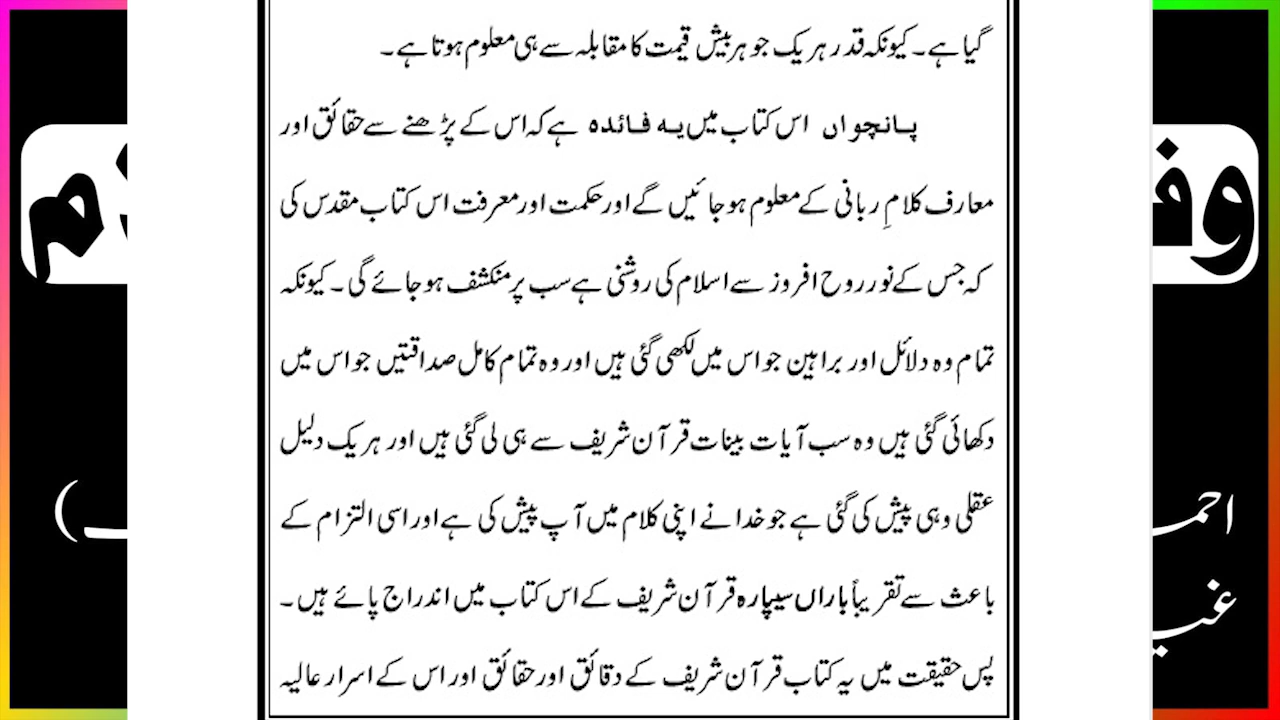 گیا ہے۔ کیونکہ قدر ہریک جوہر بیش قیمت کا مقابلہ سے ہی معلوم ہوتا ہے۔
پانچواں اس کتاب میں یہ فائدہ ہے کہ اس کے پڑھنے سے حقائق اور
معارف کلامِ ربانی کے معلوم ہو جائیں گے اور حکمت اور معرفت اس کتاب مقدس کی
کہ جس کے نور روح افروز سے اسلام کی روشنی ہے سب پر منکشف ہو جائے گی۔ کیونکہ
تمام وہ دلائل اور براہین جو اس میں لکھی گئی ہیں اور وہ تمام کامل صداقتیں جو اس میں
دکھائی گئی ہیں وہ سب آیات بینات قرآن شریف سے ہی لی گئی ہیں اور ہریک دلیل
عقلی وہی پیش کی گئی ہے جو خدا نے اپنی کلام میں آپ پیش کی ہے اور اسی التزام کے
باعث سے تقریباً باراں سیپارہ قرآن شریف کے اس کتاب میں اندراج پائے ہیں۔
پس حقیقت میں یہ کتاب قرآن شریف کے دقائق اور حقائق اور اس کے اسرار عالیہ